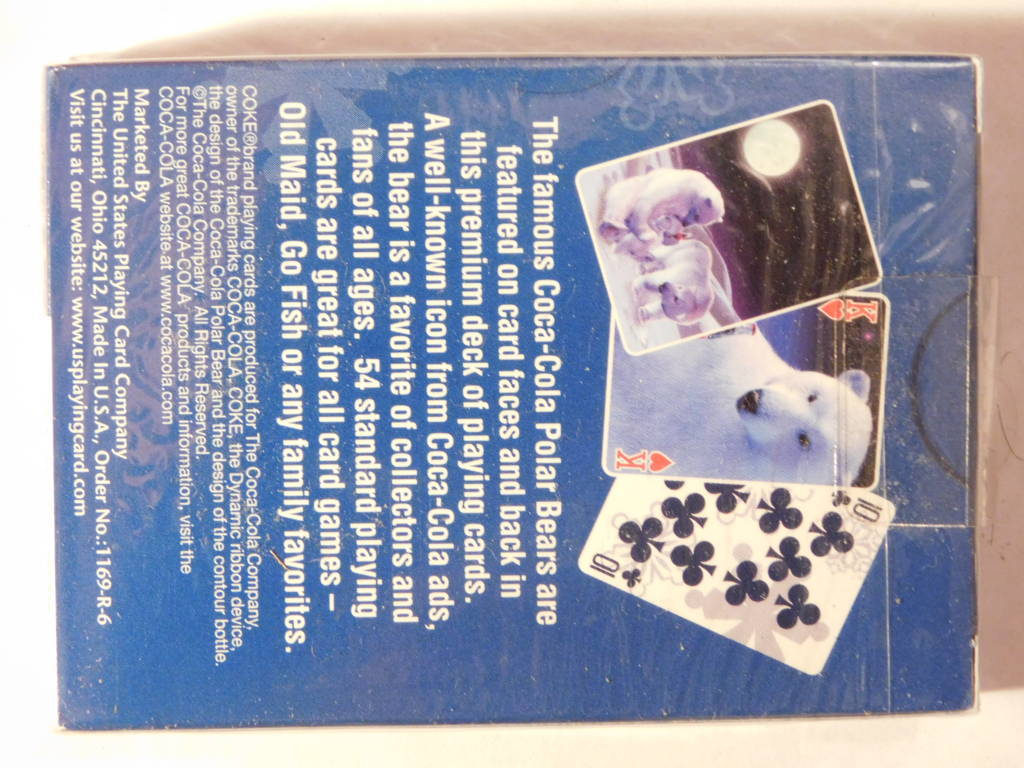 K
10
K
10
The famous Coca-Cola Polar Bears are
featured on card faces and back in
this premium deck of playing cards.
A well-known icon from Coca-Cola ads,
the bear is a favorite of collectors and
fans of all ages. 54 standard playing
cards are great for all card games –
Old Maid, Go Fish or any family favorites.
COKE®brand playing cards are produced for The Coca-Cola Company,
owner of the trademarks COCA-COLA, COKE, the Dynamic ribbon device,
the design of the Coca-Cola Polar Bear and the design of the contour bottle.
©The Coca-Cola Company. All Rights Reserved.
For more great COCA-COLA products and information, visit the
COCA-COLA website at www.cocacola.com
Marketed By
The United States Playing Card Company
Cincinnati, Ohio 45212, Made In U.S.A., Order No.:1169-R-6
Visit us at our website: www.usplayingcard.com